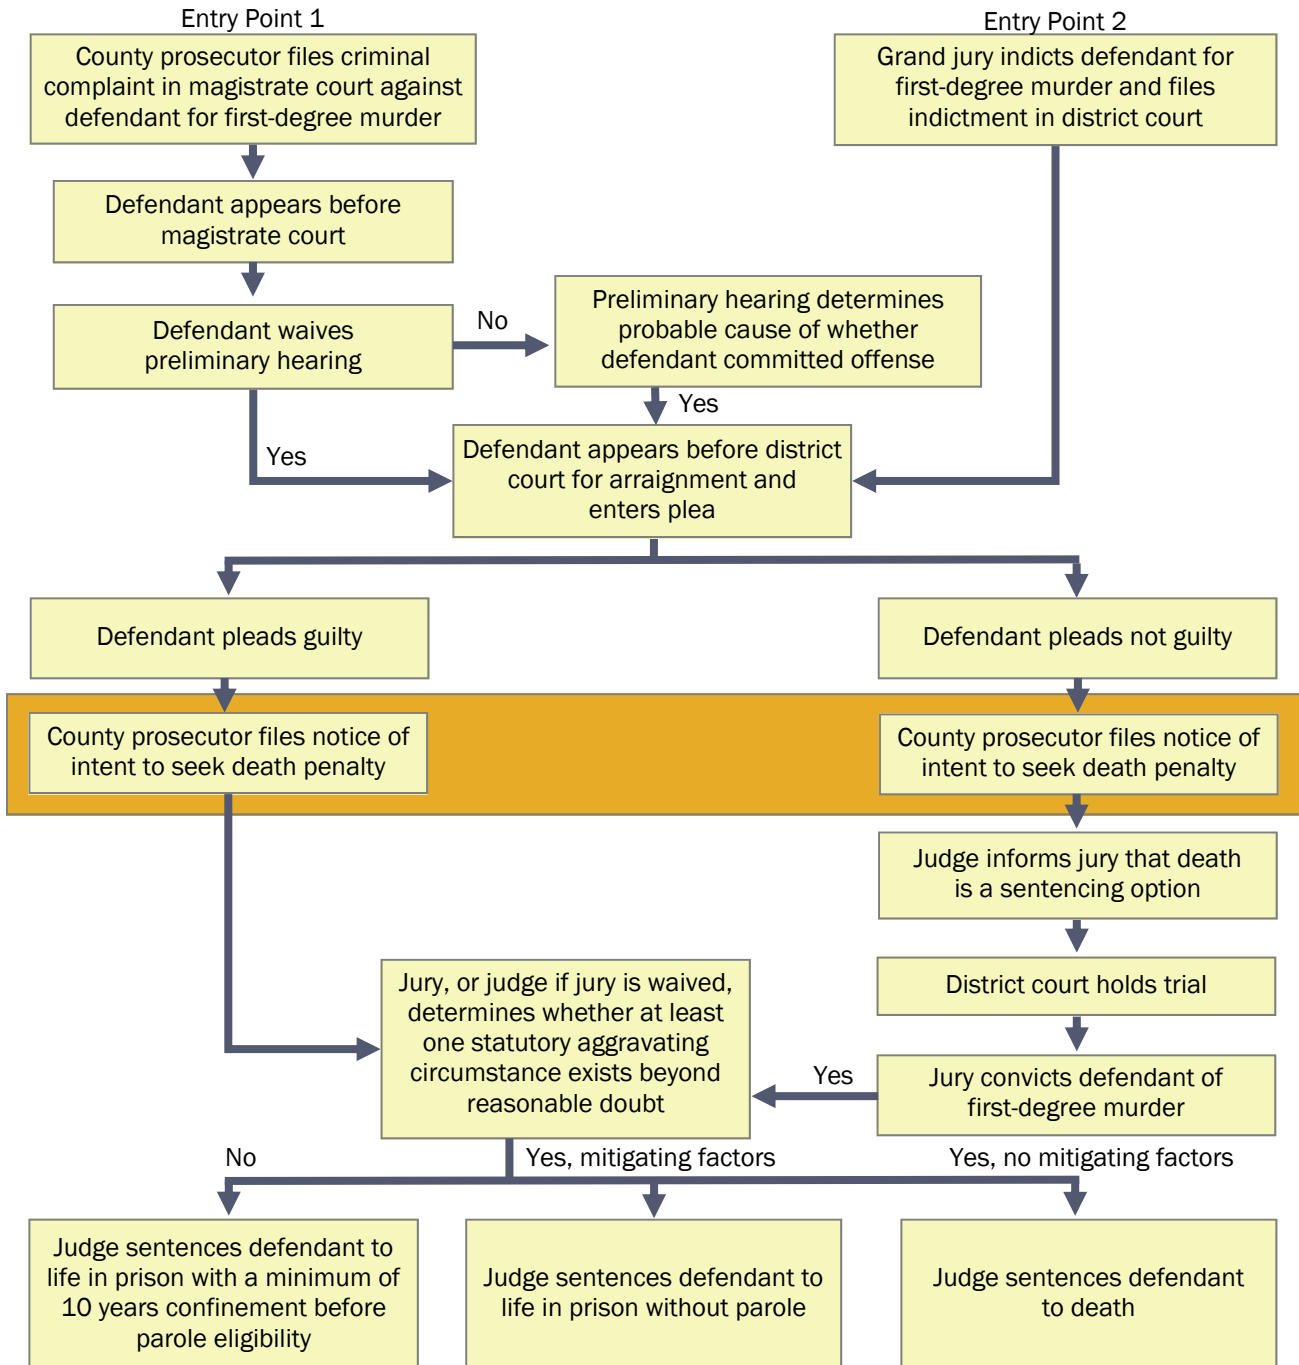 Entry Point 1
County prosecutor files criminal
complaint in magistrate court against
defendant for first-degree murder
Entry Point 2
Grand jury indicts defendant for
first-degree murder and files
indictment in district court
Defendant appears before
magistrate court
Defendant waives
preliminary hearing
No
Preliminary hearing determines
probable cause of whether
defendant committed offense
Yes
Yes
Defendant appears before district
court for arraignment and
enters plea
Defendant pleads guilty
Defendant pleads not guilty
County prosecutor files notice of
intent to seek death penalty
County prosecutor files notice of
intent to seek death penalty
Judge informs jury that death
is a sentencing option
District court holds trial
Jury convicts defendant of
first-degree murder
Yes
Jury, or judge if jury is waived,
determines whether at least
one statutory aggravating
circumstance exists beyond
reasonable doubt
No
Yes, mitigating factors
Yes, no mitigating factors
Judge sentences defendant to
life in prison with a minimum of
10 years confinement before
parole eligibility
Judge sentences defendant to
life in prison without parole
Judge sentences defendant
to death